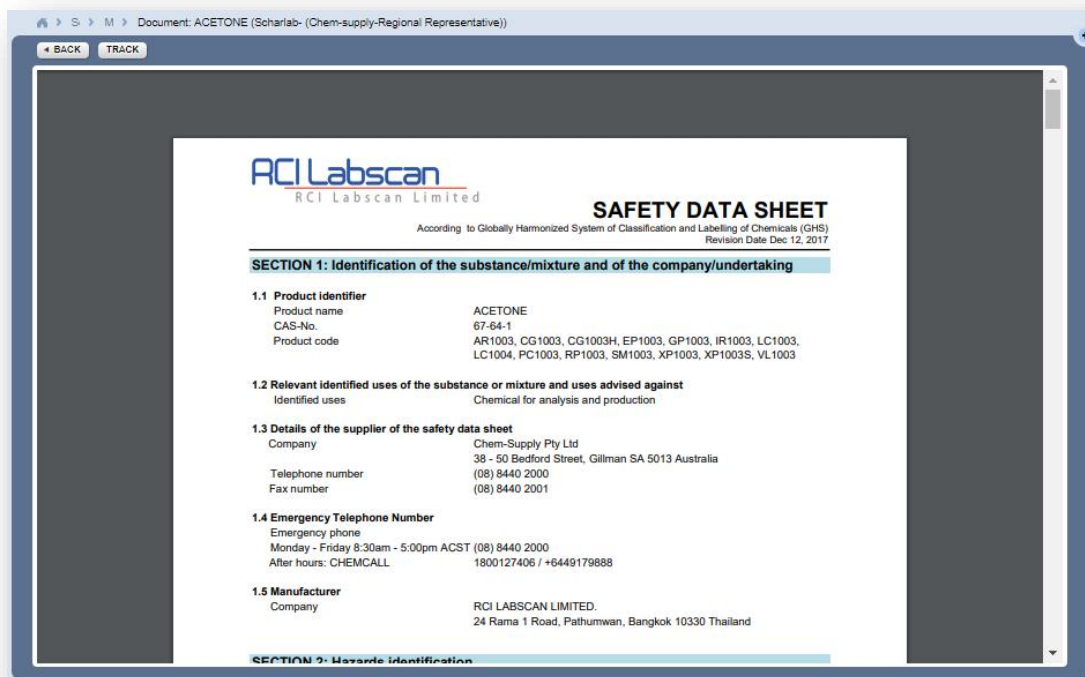 S M Document: ACETONE (Scharlab- (Chem-supply-Regional Representative))
BACK TRACK
RCI Labscan
RCI Labscan Limited
SAFETY DATA SHEET
According to Globally Harmonized System of Classification and Labelling of Chemicals (GHS)
Revision Date Dec 12, 2017
SECTION 1: Identification of the substance/mixture and of the company/undertaking
1.1 Product identifier
Product name ACETONE
CAS-No. 67-64-1
Product code AR1003, CG1003, CG1003H, EP1003, GP1003, IR1003, LC1003,
LC1004, PC1003, RP1003, SM1003, XP1003, XP1003S, VL1003
1.2 Relevant identified uses of the substance or mixture and uses advised against
Identified uses Chemical for analysis and production
1.3 Details of the supplier of the safety data sheet
Company Chem-Supply Pty Ltd
38 - 50 Bedford Street, Gillman SA 5013 Australia
Telephone number (08) 8440 2000
Fax number (08) 8440 2001
1.4 Emergency Telephone Number
Emergency phone
Monday - Friday 8:30am - 5:00pm ACST (08) 8440 2000
After hours: CHEMCALL 1800127406 / +6449179888
1.5 Manufacturer
Company RCI LABSCAN LIMITED.
24 Rama 1 Road, Pathumwan, Bangkok 10330 Thailand
SECTION 2: Hazards identification